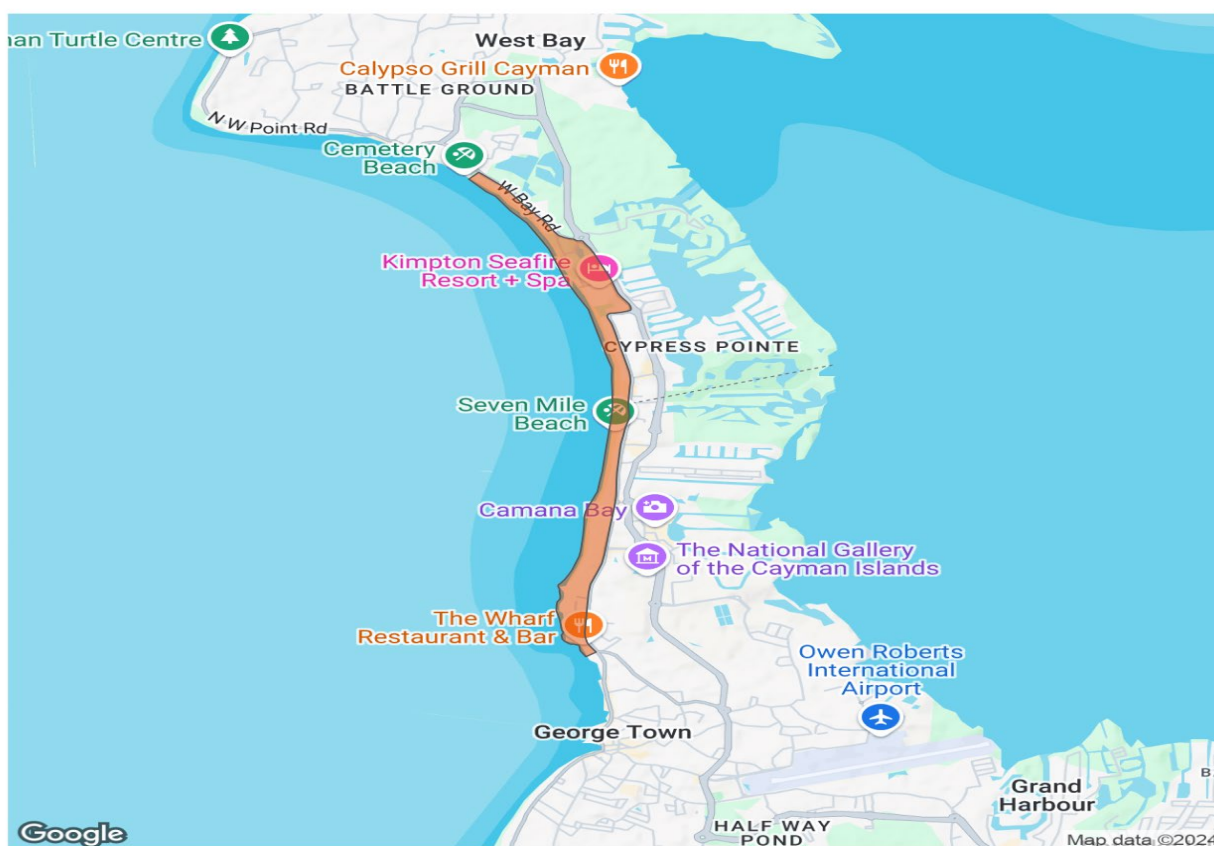 nan Turtle Centre
West Bay
Calypso Grill Cayman
BATTLE GROUND
N W Point Rd
Cemetery
Beach
W Bay Rd
Kimpton Seafire
Resort + Spa
CYPRESS POINTE
Seven Mile
Beach
Camana Bay
The National Gallery
of the Cayman Islands
The Wharf
Restaurant & Bar
Owen Roberts
International
Airport
George Town
Grand
Harbour
B
HALF WAY
POND
Google
Map data ©2024